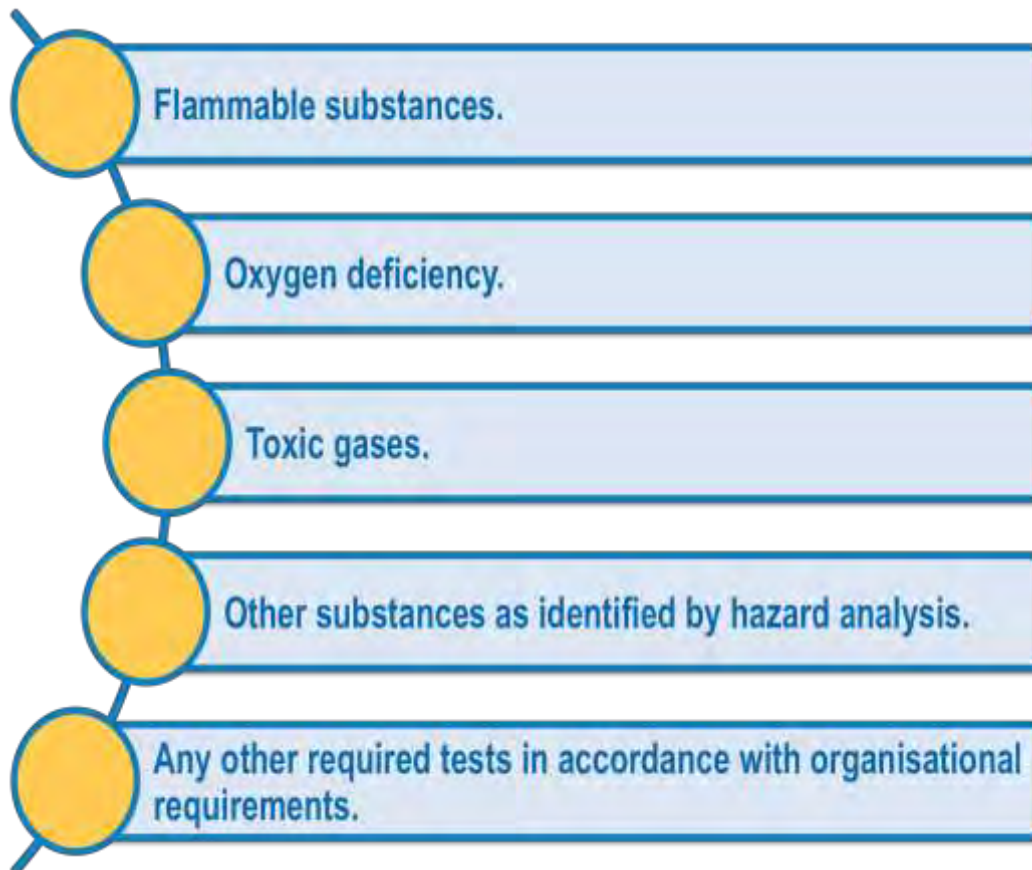 Flammable substances.
Oxygen deficiency.
Toxic gases.
Other substances as identified by hazard analysis.
Any other required tests in accordance with organisational
requirements.